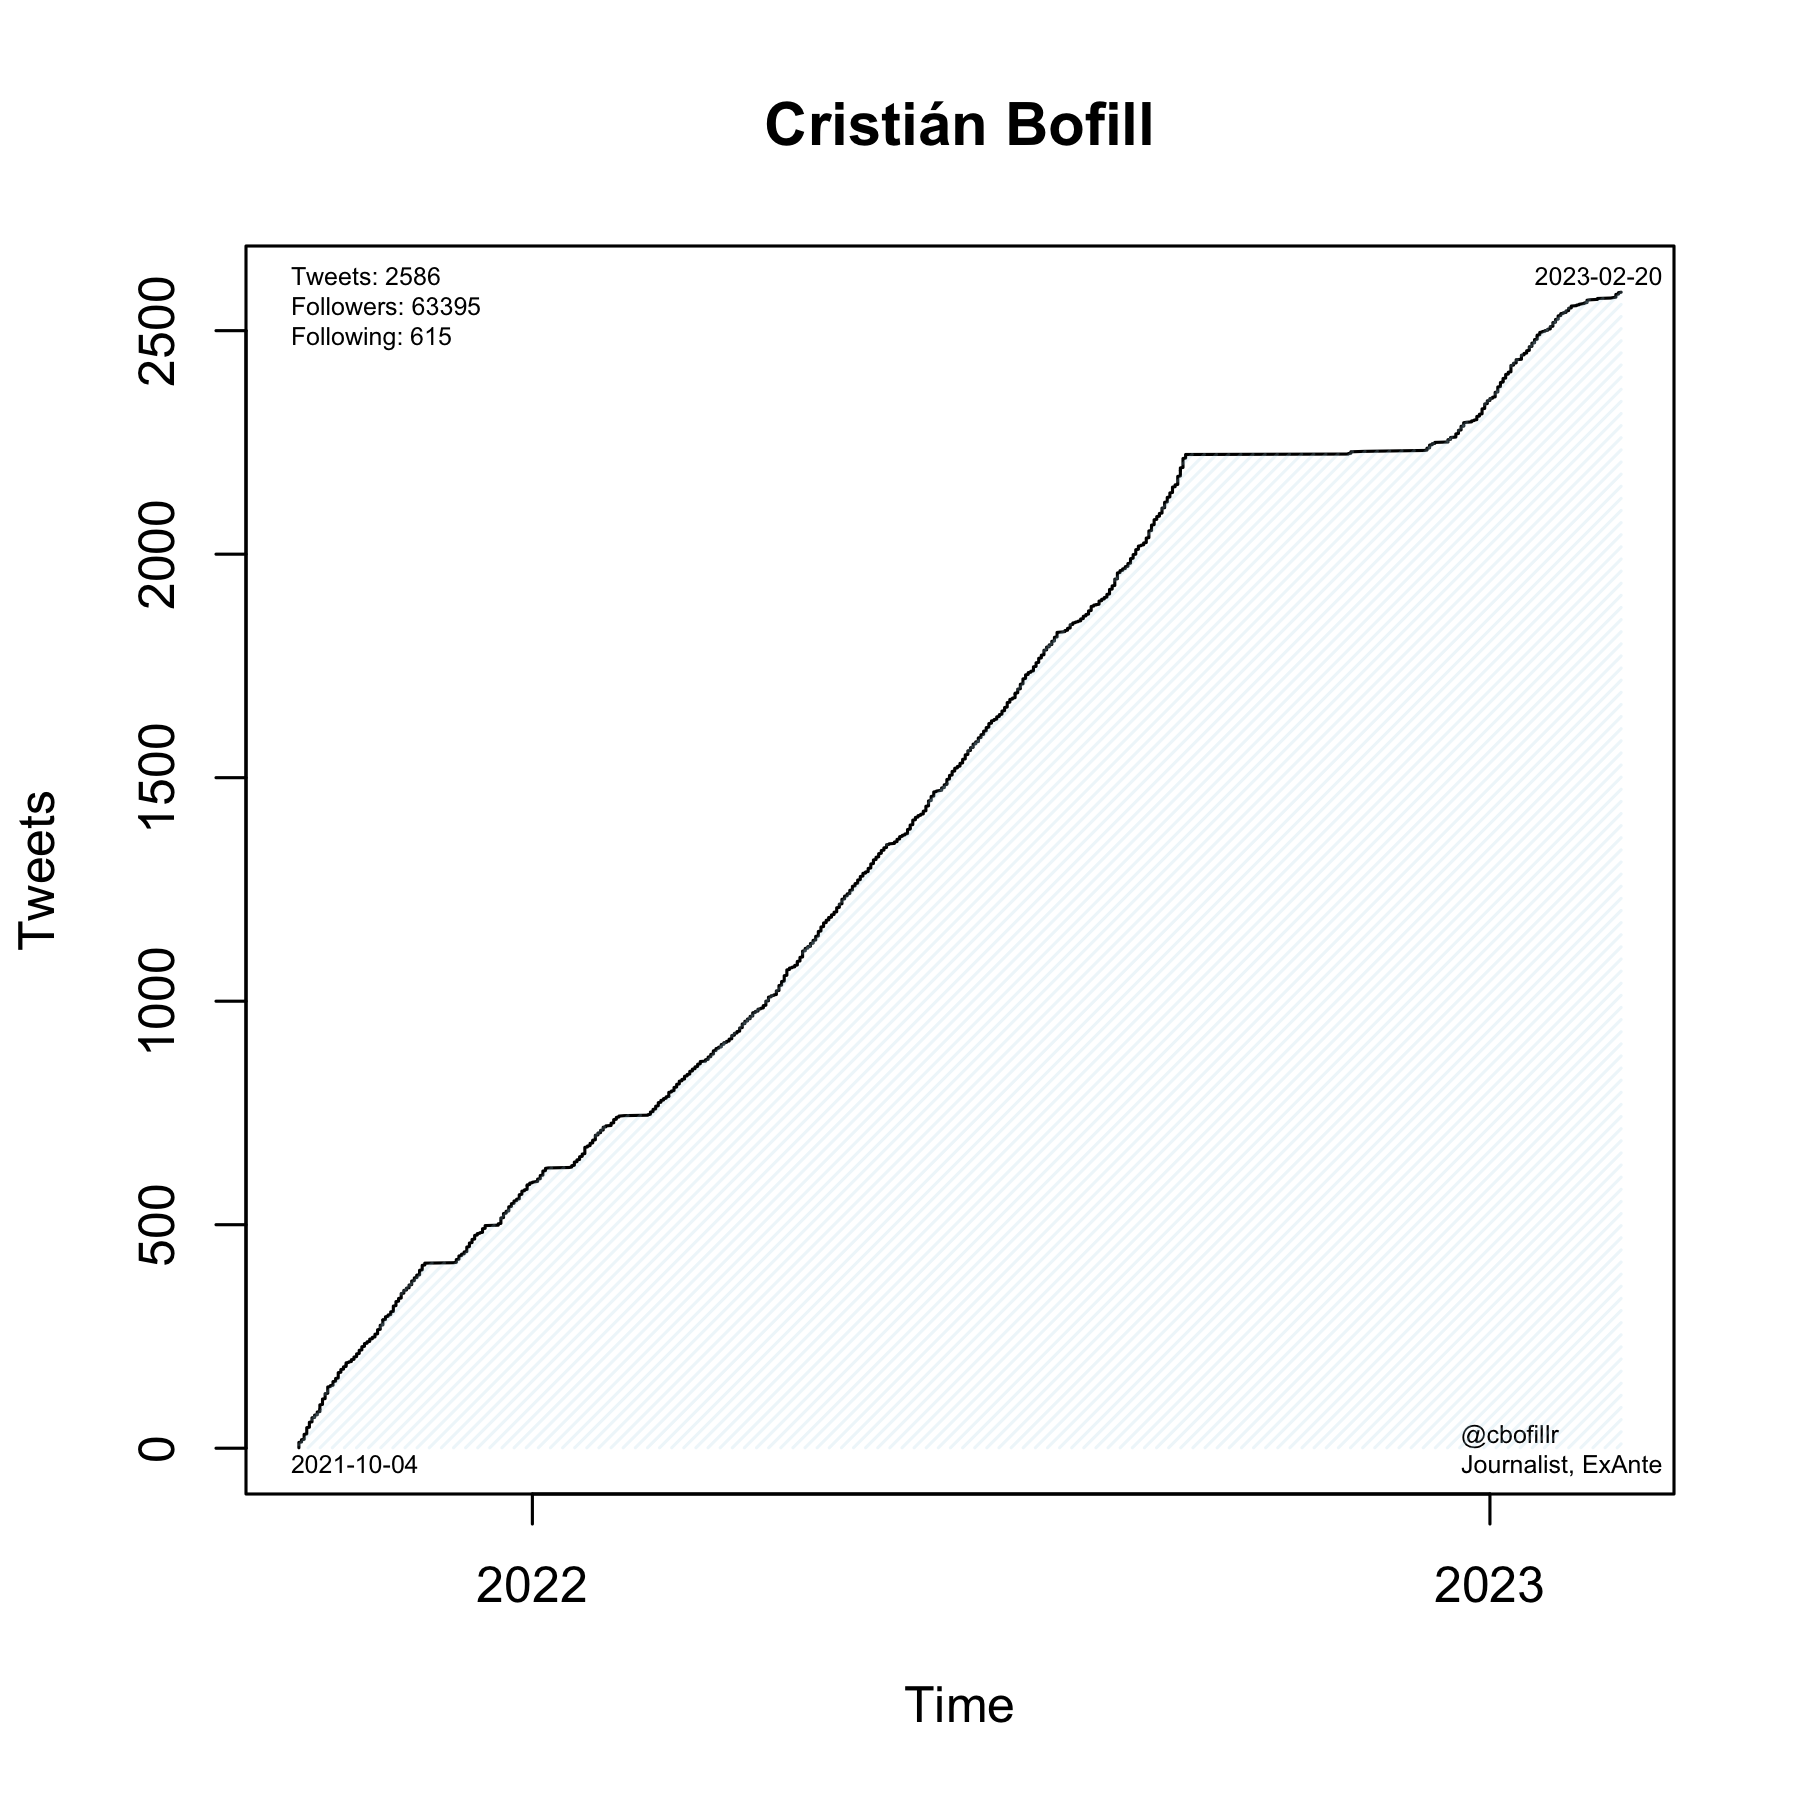 Cristián Bofill
Tweets: 2586
Followers: 63395
Following: 615
2023-02-20
2500
2000
1500
1000
500
0
Tweets
@cbofillr
Journalist, ExAnte
2021-10-04
2022
2023
Time